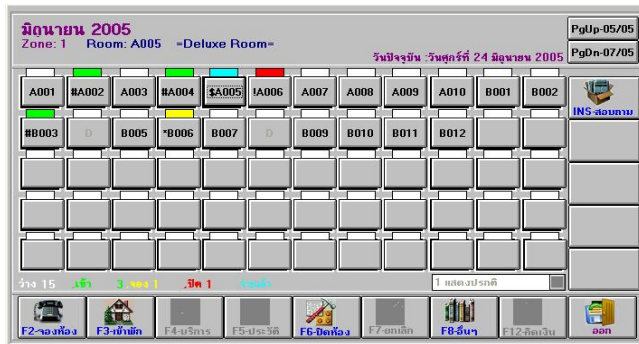 มิถุนายน 2005
Zone: 1 Room: A005 =Deluxe Room=
วันปัจจุบัน :วันศุกร์ที่ 24 มิถุนายน 2005
PgUp-05/05
PgDn-07/05
A001 #A002 A003 #A004 $A005 !A006 A007 A008 A009 A010 B001 B002
INS-สอบถาม
#B003 D B005 *B006 B007 D B009 B010 B011 B012
ว่าง 15 ,เข้า 3 ,จอง 1 ,ปิด 1
1 แสดงปรกติ
F2-จองห้อง F3-เข้าพัก F4-บริการ F5-ประวัติ F6-ปิดห้อง F7-ยกเลิก F8-อื่นๆ F12-คิดเงิน ออก